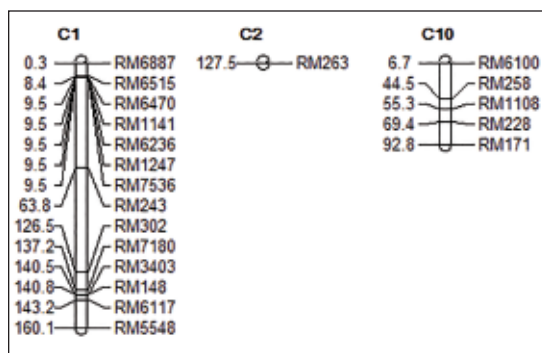 C1 C2 C10
0.3 RM6887 127.5 RM263 6.7 RM6100
8.4 RM6515 44.5 RM258
9.5 RM6470 55.3 RM1108
9.5 RM1141 69.4 RM228
9.5 RM6236 92.8 RM171
9.5 RM1247
9.5 RM7536
63.8 RM243
126.5 RM302
137.2 RM7180
140.5 RM3403
140.8 RM148
143.2 RM6117
160.1 RM5548